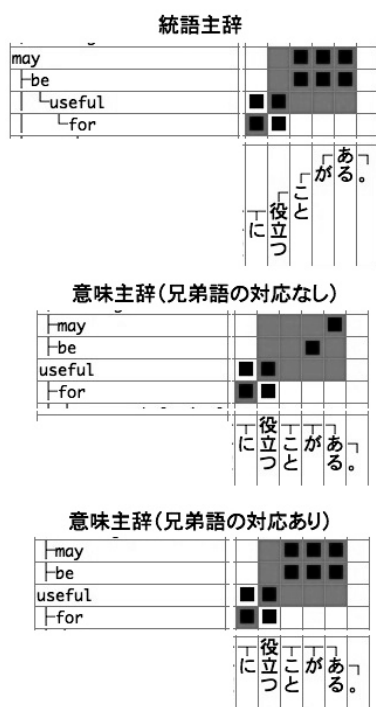 統語主辞
may
be
useful
for
に
役立つ
こと
が
ある。
意味主辞(兄弟語の対応なし)
may
be
useful
for
に
役立つ
こと
が
ある。
意味主辞(兄弟語の対応あり)
may
be
useful
for
に
役立つ
こと
が
ある。